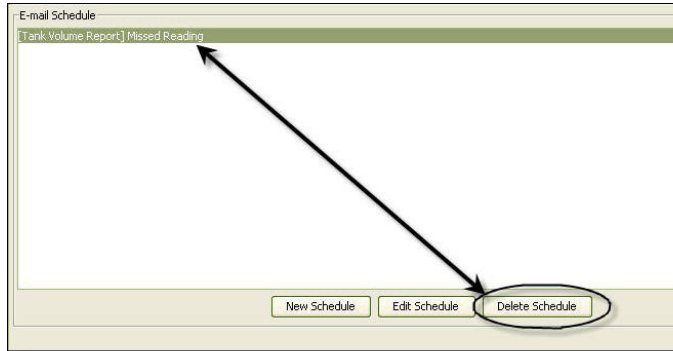 E-mail Schedule
[Tank Volume Report] Missed Reading
New Schedule Edit Schedule Delete Schedule